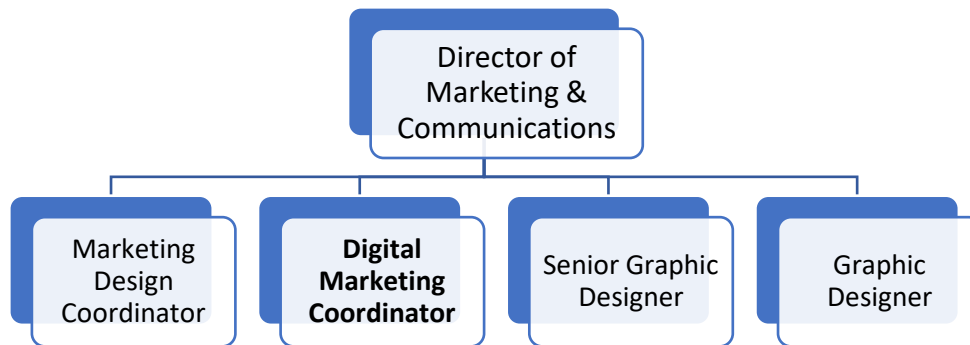 Director of
Marketing &
Communications
Marketing
Design
Coordinator
Digital
Marketing
Coordinator
Senior Graphic
Designer
Graphic
Designer